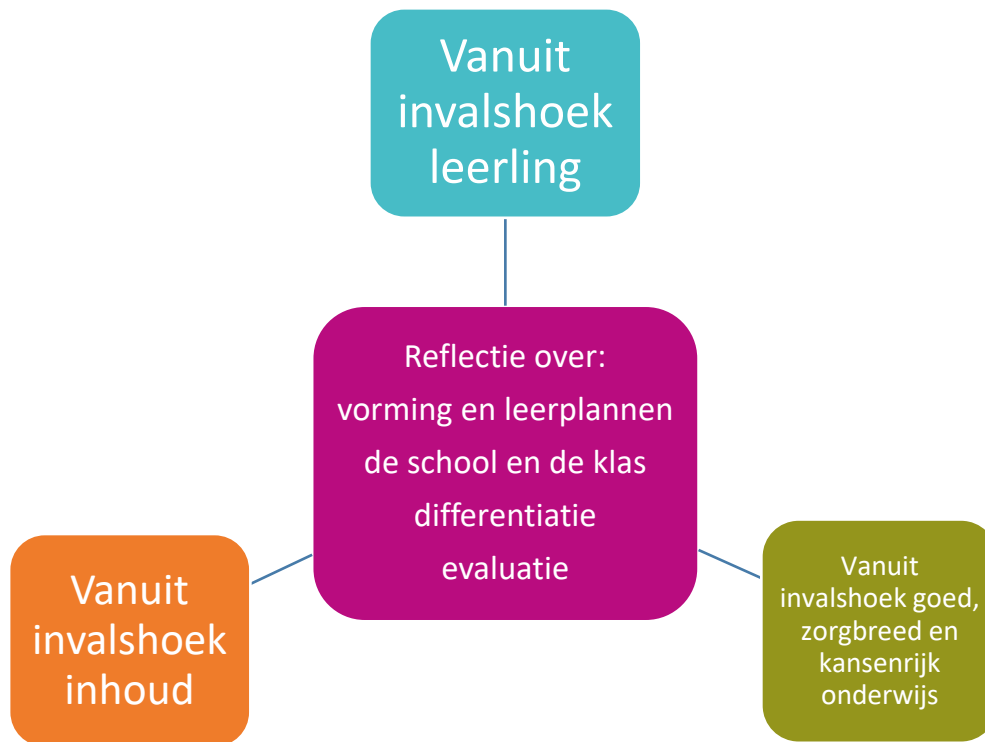 Vanuit
invalshoek
leerling
Reflectie over:
vorming en leerplannen
de school en de klas
differentiatie
evaluatie
Vanuit
invalshoek
inhoud
Vanuit
invalshoek goed,
zorgbreed en
kansenrijk
onderwijs